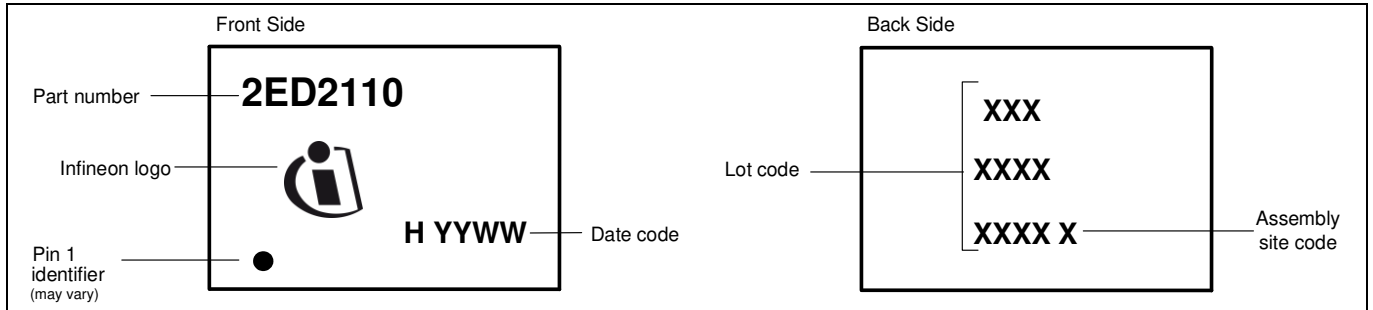 Front Side
Back Side
Part number
2ED2110
Infineon logo
H YYWW
Date code
Pin 1
identifier
(may vary)
Lot code
XXX
XXXX
XXXX X
Assembly
site code